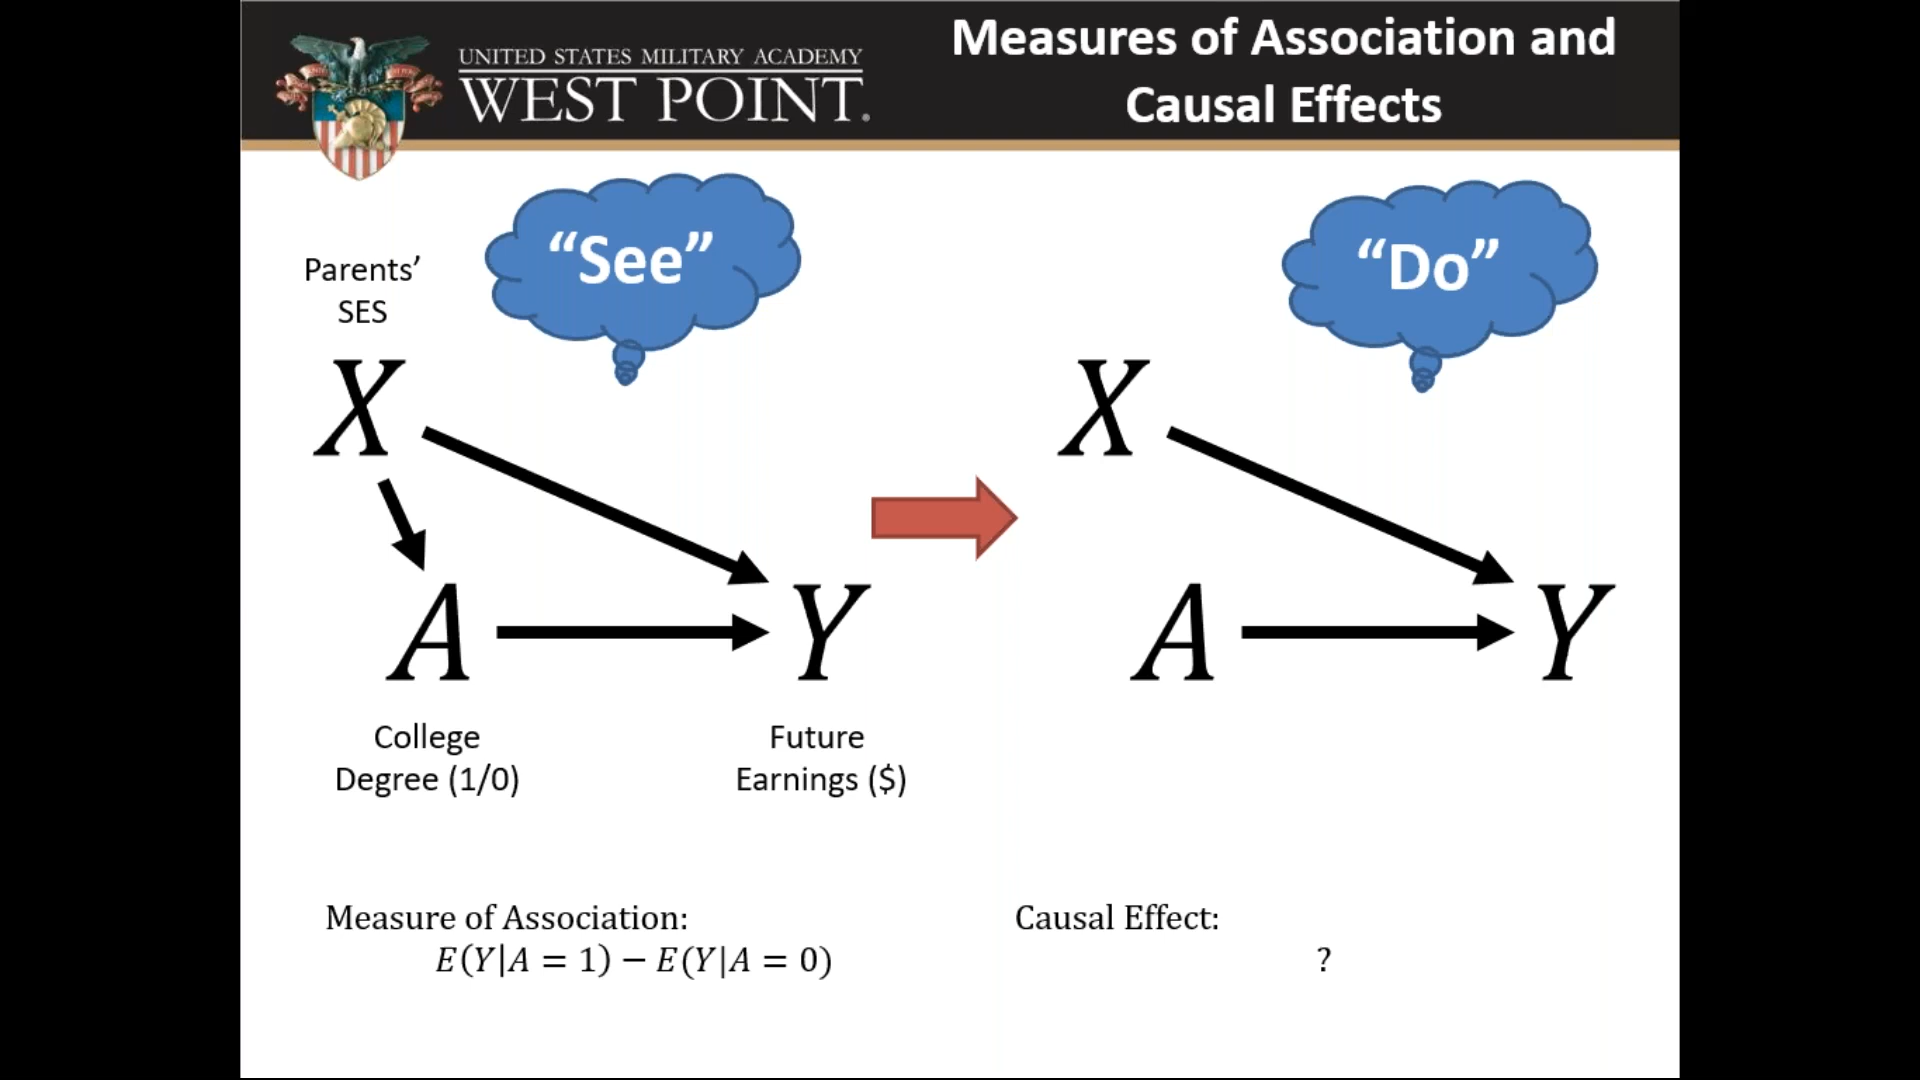 UNITED STATES MILITARY ACADEMY
WEST POINT.
Measures of Association and
Causal Effects
“See”
“Do”
Parents’
SES
X
X
A
Y
A
Y
College
Degree (1/0)
Future
Earnings ($)
Measure of Association:
E(Y|A = 1) − E(Y|A = 0)
Causal Effect:
?